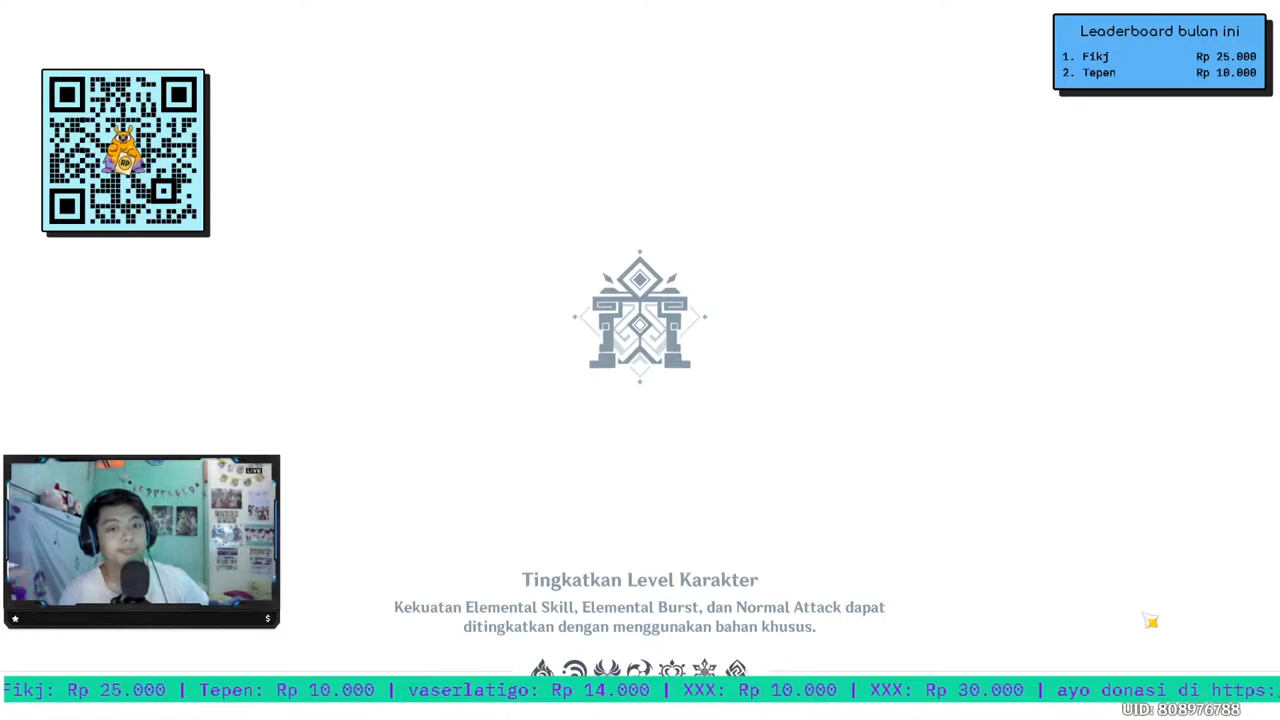 Leaderboard bulan ini
1. Fikj Rp 25.000
2. Tepen Rp 10.000
RP
LIVE
Tingkatkan Level Karakter
Kekuatan Elemental Skill, Elemental Burst, dan Normal Attack dapat
ditingkatkan dengan menggunakan bahan khusus.
Fikj: Rp 25.000 | Tepen: Rp 10.000 | vaserlatigo: Rp 14.000 | XXX: Rp 10.000 | XXX: Rp 30.000 | ayo donasi di https:
UID: 808976788